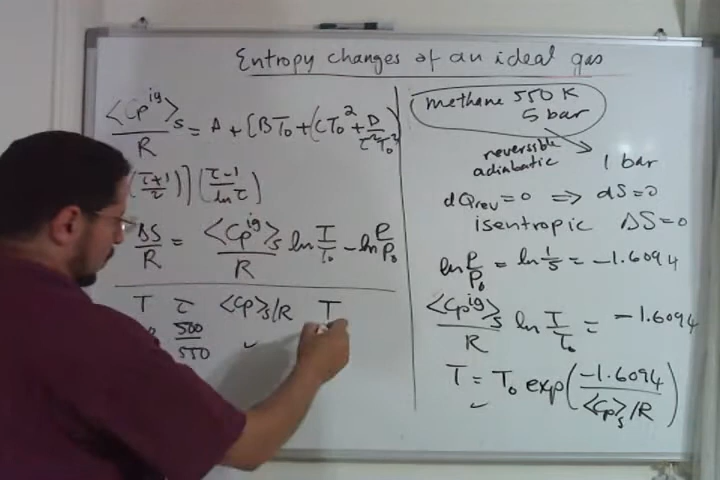 Entropy changes of an ideal gas
<Cp^ig>_S / R = A + [BT₀ + (CT₀² + D/τ²T₀²)
(τ+1/2)] (τ-1/lnτ)
ΔS/R = <Cp^ig>_S / R ln T/T₀ - ln P/P₀
T τ <Cp>_S/R T
500/550 ✓
methane 550 K
5 bar
reversible
adiabatic
1 bar
dQrev = 0 ⟹ dS = 0
isentropic ΔS = 0
ln P/P₀ = ln 1/5 = -1.6094
<Cp^ig>_S / R ln T/T₀ = -1.6094
T = T₀ exp(-1.6094 / <Cp>_S/R)
✓